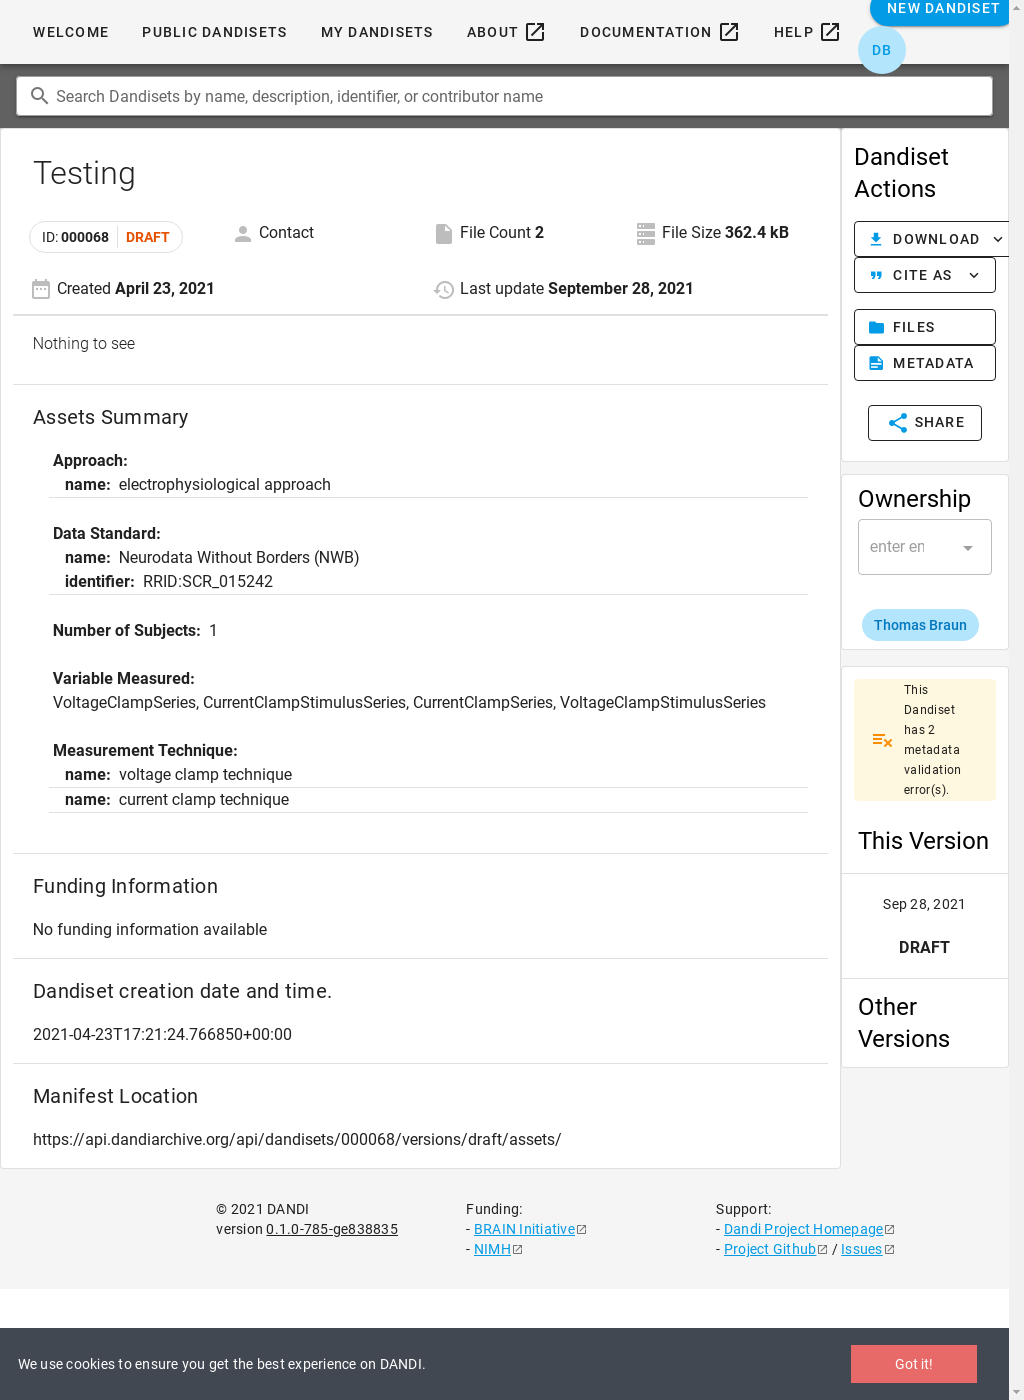 WELCOME PUBLIC DANDISETS MY DANDISETS ABOUT DOCUMENTATION HELP NEW DANDISET
DB
Search Dandisets by name, description, identifier, or contributor name
Testing
ID: 000068 DRAFT Contact File Count 2 File Size 362.4 kB
Created April 23, 2021 Last update September 28, 2021
Nothing to see
Assets Summary
Approach:
name: electrophysiological approach
Data Standard:
name: Neurodata Without Borders (NWB)
identifier: RRID:SCR_015242
Number of Subjects: 1
Variable Measured:
VoltageClampSeries, CurrentClampStimulusSeries, CurrentClampSeries, VoltageClampStimulusSeries
Measurement Technique:
name: voltage clamp technique
name: current clamp technique
Funding Information
No funding information available
Dandiset creation date and time.
2021-04-23T17:21:24.766850+00:00
Manifest Location
https://api.dandiarchive.org/api/dandisets/000068/versions/draft/assets/
Dandiset
Actions
DOWNLOAD
CITE AS
FILES
METADATA
SHARE
Ownership
enter en
Thomas Braun
This
Dandiset
has 2
metadata
validation
error(s).
This Version
Sep 28, 2021
DRAFT
Other
Versions
© 2021 DANDI
version 0.1.0-785-ge838835
Funding:
- BRAIN Initiative
- NIMH
Support:
- Dandi Project Homepage
- Project Github / Issues
We use cookies to ensure you get the best experience on DANDI.
Got it!